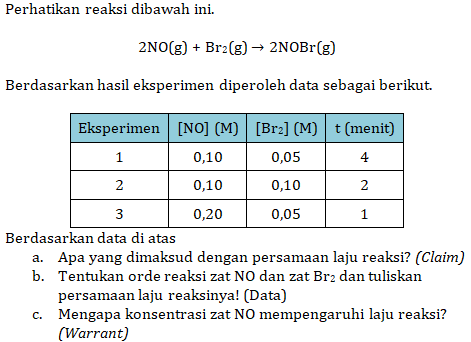 Perhatikan reaksi dibawah ini.
2NO(g) + Br₂(g) → 2NOBr(g)
Berdasarkan hasil eksperimen diperoleh data sebagai berikut.
Eksperimen [NO] (M) [Br₂] (M) t (menit)
1 0,10 0,05 4
2 0,10 0,10 2
3 0,20 0,05 1
Berdasarkan data di atas
a. Apa yang dimaksud dengan persamaan laju reaksi? (Claim)
b. Tentukan orde reaksi zat NO dan zat Br₂ dan tuliskan
persamaan laju reaksinya! (Data)
c. Mengapa konsentrasi zat NO mempengaruhi laju reaksi?
(Warrant)